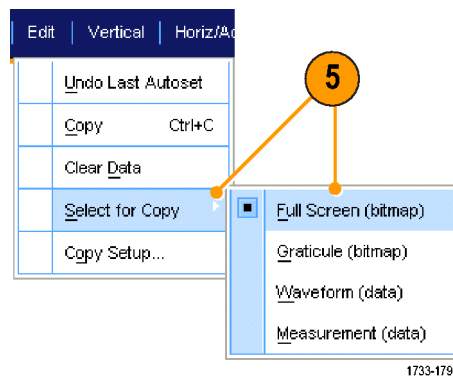 Edit Vertical Horiz/Ac
Undo Last Autoset
Copy Ctrl+C
Clear Data
Select for Copy
Copy Setup...
5
Full Screen (bitmap)
Graticule (bitmap)
Waveform (data)
Measurement (data)
1733-179